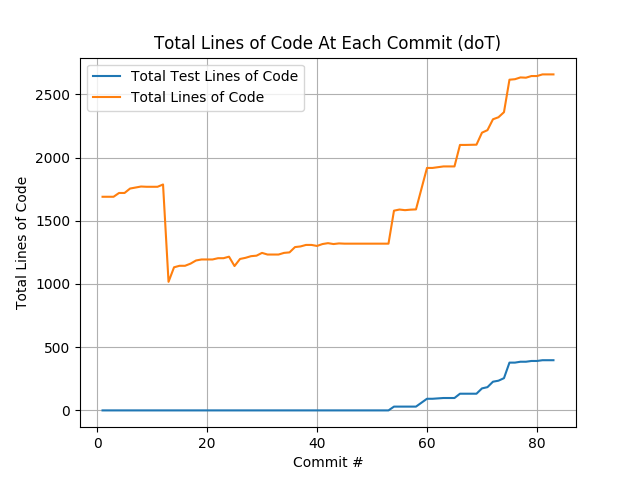 Total Lines of Code At Each Commit (doT)
Total Test Lines of Code
Total Lines of Code
Total Lines of Code
2500
2000
1500
1000
500
0
0 20 40 60 80
Commit #